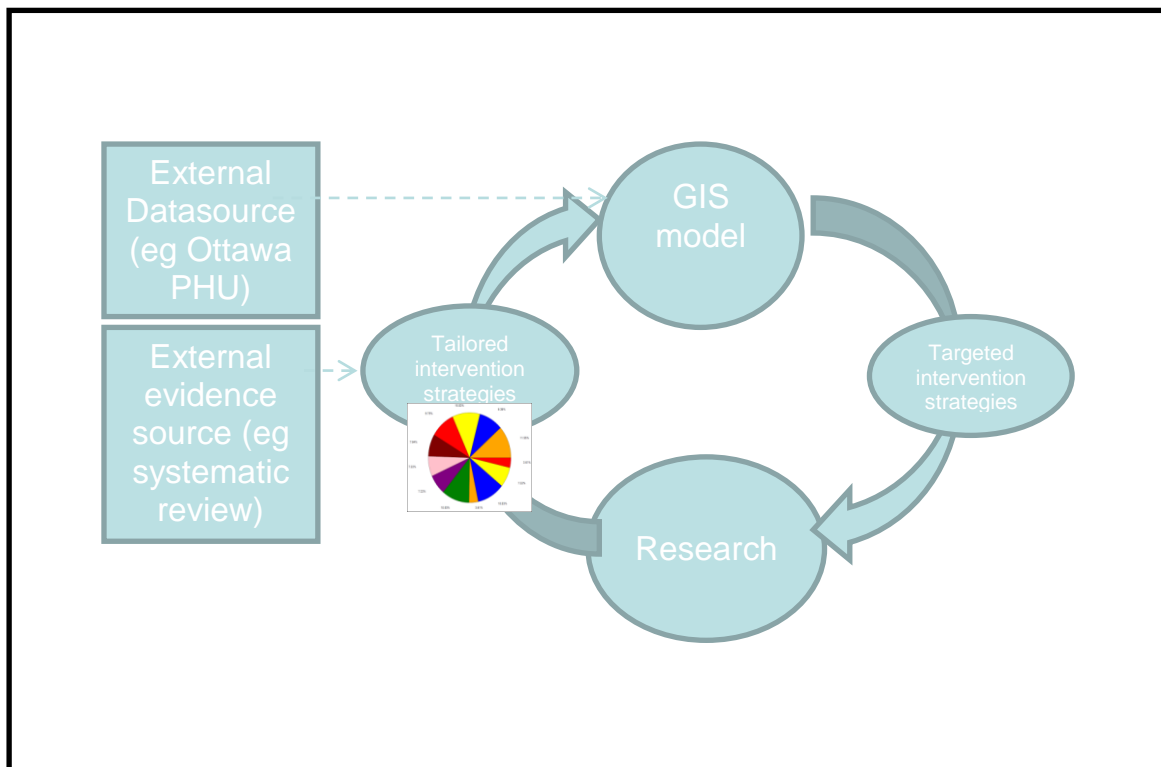 External
Datasource
(eg Ottawa
PHU)
External
evidence
source (eg
systematic
review)
GIS
model
Tailored
intervention
strategies
Targeted
intervention
strategies
Research